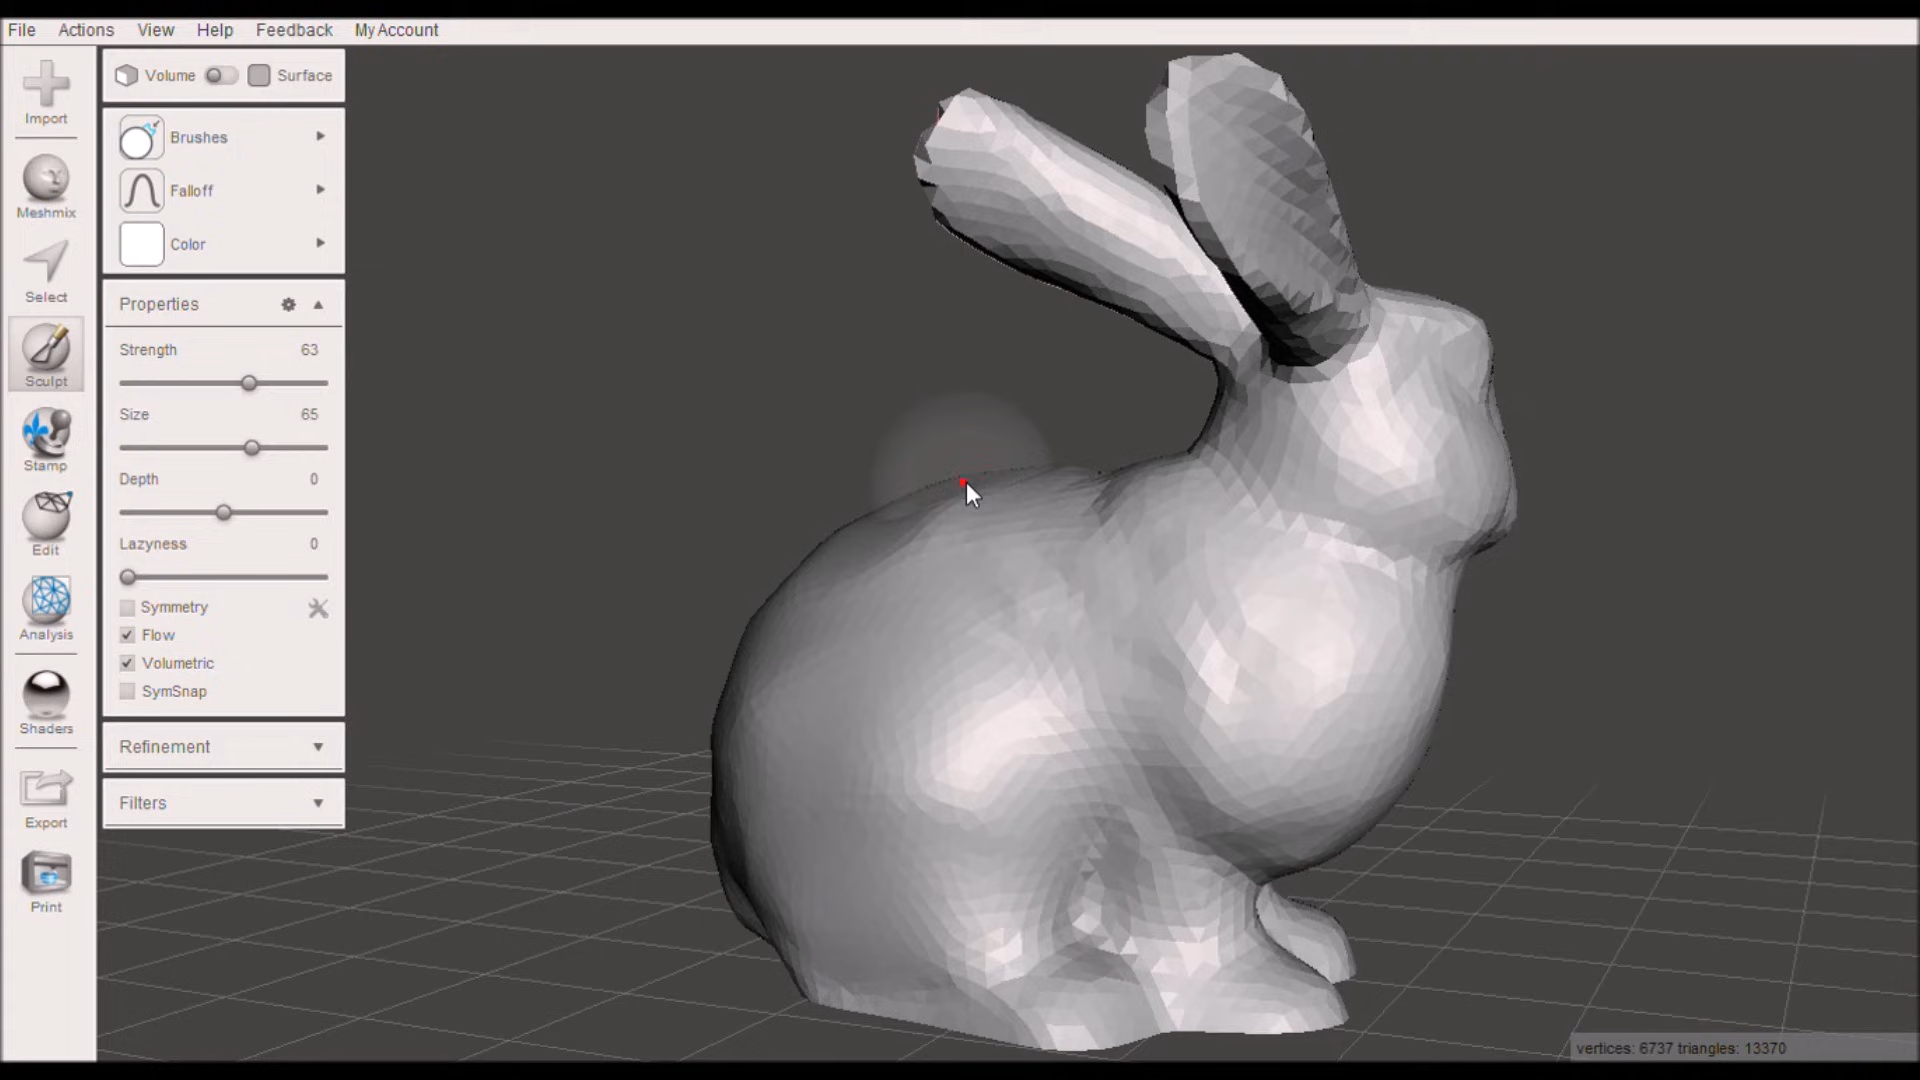 File Actions View Help Feedback My Account
Import
Meshmix
Select
Sculpt
Stamp
Edit
Analysis
Shaders
Export
Print
Volume Surface
Brushes
Falloff
Color
Properties
Strength 63
Size 65
Depth 0
Lazyness 0
Symmetry
Flow
Volumetric
SymSnap
Refinement
Filters
vertices: 6737 triangles: 13370